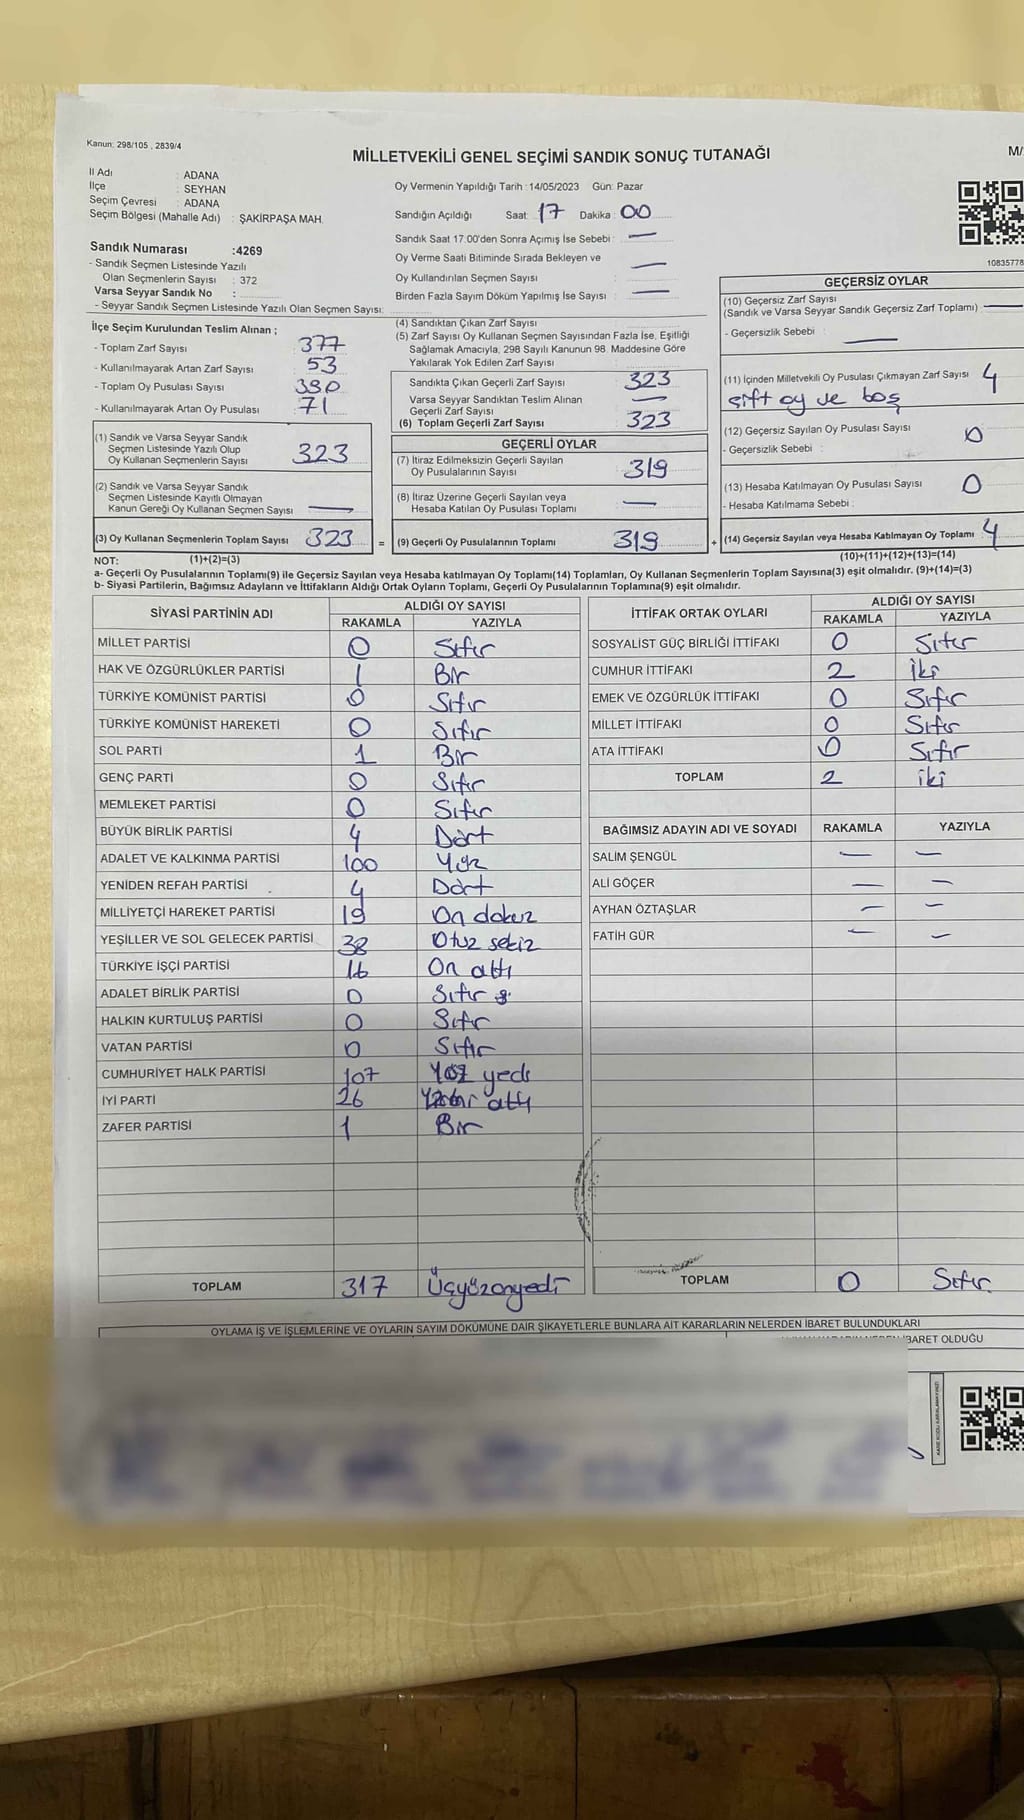 Kanun: 298/105 , 2839/4
MİLLETVEKİLİ GENEL SEÇİMİ SANDIK SONUÇ TUTANAĞI
M/
İl Adı : ADANA
İlçe : SEYHAN
Seçim Çevresi : ADANA
Seçim Bölgesi (Mahalle Adı) : ŞAKİRPAŞA MAH.
Oy Vermenin Yapıldığı Tarih : 14/05/2023 Gün: Pazar
Sandığın Açıldığı Saat: 17 Dakika : 00
Sandık Saat 17.00'den Sonra Açımış İse Sebebi : —
Oy Verme Saati Bitiminde Sırada Bekleyen ve
Oy Kullandırılan Seçmen Sayısı : —
Birden Fazla Sayım Döküm Yapılmış İse Sayısı : —
10835778
Sandık Numarası :4269
- Sandık Seçmen Listesinde Yazılı
Olan Seçmenlerin Sayısı : 372
Varsa Seyyar Sandık No :
- Seyyar Sandık Seçmen Listesinde Yazılı Olan Seçmen Sayısı:
İlçe Seçim Kurulundan Teslim Alınan ;
- Toplam Zarf Sayısı 377
- Kullanılmayarak Artan Zarf Sayısı 53
- Toplam Oy Pusulası Sayısı 390
- Kullanılmayarak Artan Oy Pusulası 71
(1) Sandık ve Varsa Seyyar Sandık
Seçmen Listesinde Yazılı Olup
Oy Kullanan Seçmenlerin Sayısı 323
(2) Sandık ve Varsa Seyyar Sandık
Seçmen Listesinde Kayıtlı Olmayan
Kanun Gereği Oy Kullanan Seçmen Sayısı —
(3) Oy Kullanan Seçmenlerin Toplam Sayısı 323 =
(4) Sandıktan Çıkan Zarf Sayısı
(5) Zarf Sayısı Oy Kullanan Seçmen Sayısından Fazla İse, Eşitliği
Sağlamak Amacıyla, 298 Sayılı Kanunun 98. Maddesine Göre
Yakılarak Yok Edilen Zarf Sayısı
Sandıkta Çıkan Geçerli Zarf Sayısı 323
Varsa Seyyar Sandıktan Teslim Alınan
Geçerli Zarf Sayısı —
(6) Toplam Geçerli Zarf Sayısı 323
GEÇERLİ OYLAR
(7) İtiraz Edilmeksizin Geçerli Sayılan
Oy Pusulalarının Sayısı 319
(8) İtiraz Üzerine Geçerli Sayılan veya
Hesaba Katılan Oy Pusulası Toplamı —
(9) Geçerli Oy Pusulalarının Toplamı 319 +
GEÇERSİZ OYLAR
(10) Geçersiz Zarf Sayısı
(Sandık ve Varsa Seyyar Sandık Geçersiz Zarf Toplamı) : —
- Geçersizlik Sebebi : —
(11) İçinden Milletvekili Oy Pusulası Çıkmayan Zarf Sayısı 4
çift oy ve boş
(12) Geçersiz Sayılan Oy Pusulası Sayısı 0
- Geçersizlik Sebebi :
(13) Hesaba Katılmayan Oy Pusulası Sayısı 0
- Hesaba Katılmama Sebebi :
(14) Geçersiz Sayılan veya Hesaba Katılmayan Oy Toplamı : 4
NOT: (1)+(2)=(3) (10)+(11)+(12)+(13)=(14)
a- Geçerli Oy Pusulalarının Toplamı(9) ile Geçersiz Sayılan veya Hesaba katılmayan Oy Toplamı(14) Toplamları, Oy Kullanan Seçmenlerin Toplam Sayısına(3) eşit olmalıdır. (9)+(14)=(3)
b- Siyasi Partilerin, Bağımsız Adayların ve İttifakların Aldığı Ortak Oyların Toplamı, Geçerli Oy Pusulalarının Toplamına(9) eşit olmalıdır.
SİYASİ PARTİNİN ADI ALDIĞI OY SAYISI
RAKAMLA YAZIYLA
MİLLET PARTİSİ 0 Sıfır
HAK VE ÖZGÜRLÜKLER PARTİSİ 1 Bir
TÜRKİYE KOMÜNİST PARTİSİ 0 Sıfır
TÜRKİYE KOMÜNİST HAREKETİ 0 Sıfır
SOL PARTİ 1 Bir
GENÇ PARTİ 0 Sıfır
MEMLEKET PARTİSİ 0 Sıfır
BÜYÜK BİRLİK PARTİSİ 4 Dört
ADALET VE KALKINMA PARTİSİ 100 Yüz
YENİDEN REFAH PARTİSİ 4 Dört
MİLLİYETÇİ HAREKET PARTİSİ 19 On dokuz
YEŞİLLER VE SOL GELECEK PARTİSİ 38 Otuz sekiz
TÜRKİYE İŞÇİ PARTİSİ 16 On altı
ADALET BİRLİK PARTİSİ 0 Sıfır
HALKIN KURTULUŞ PARTİSİ 0 Sıfır
VATAN PARTİSİ 0 Sıfır
CUMHURİYET HALK PARTİSİ 107 Yüz yedi
İYİ PARTİ 26 altı
ZAFER PARTİSİ 1 Bir
TOPLAM 317 Üçyüzonyedi
İTTİFAK ORTAK OYLARI ALDIĞI OY SAYISI
RAKAMLA YAZIYLA
SOSYALİST GÜÇ BİRLİĞİ İTTİFAKI 0 Sıfır
CUMHUR İTTİFAKI 2 İki
EMEK VE ÖZGÜRLÜK İTTİFAKI 0 Sıfır
MİLLET İTTİFAKI 0 Sıfır
ATA İTTİFAKI 0 Sıfır
TOPLAM 2 iki
BAĞIMSIZ ADAYIN ADI VE SOYADI RAKAMLA YAZIYLA
SALİM ŞENGÜL — —
ALİ GÖÇER — —
AYHAN ÖZTAŞLAR — —
FATİH GÜR — —
TOPLAM 0 Sıfır.
OYLAMA İŞ VE İŞLEMLERİNE VE OYLARIN SAYIM DÖKÜMÜNE DAİR ŞİKAYETLERLE BUNLARA AİT KARARLARIN NELERDEN İBARET BULUNDUKLARI
İBARET OLDUĞU